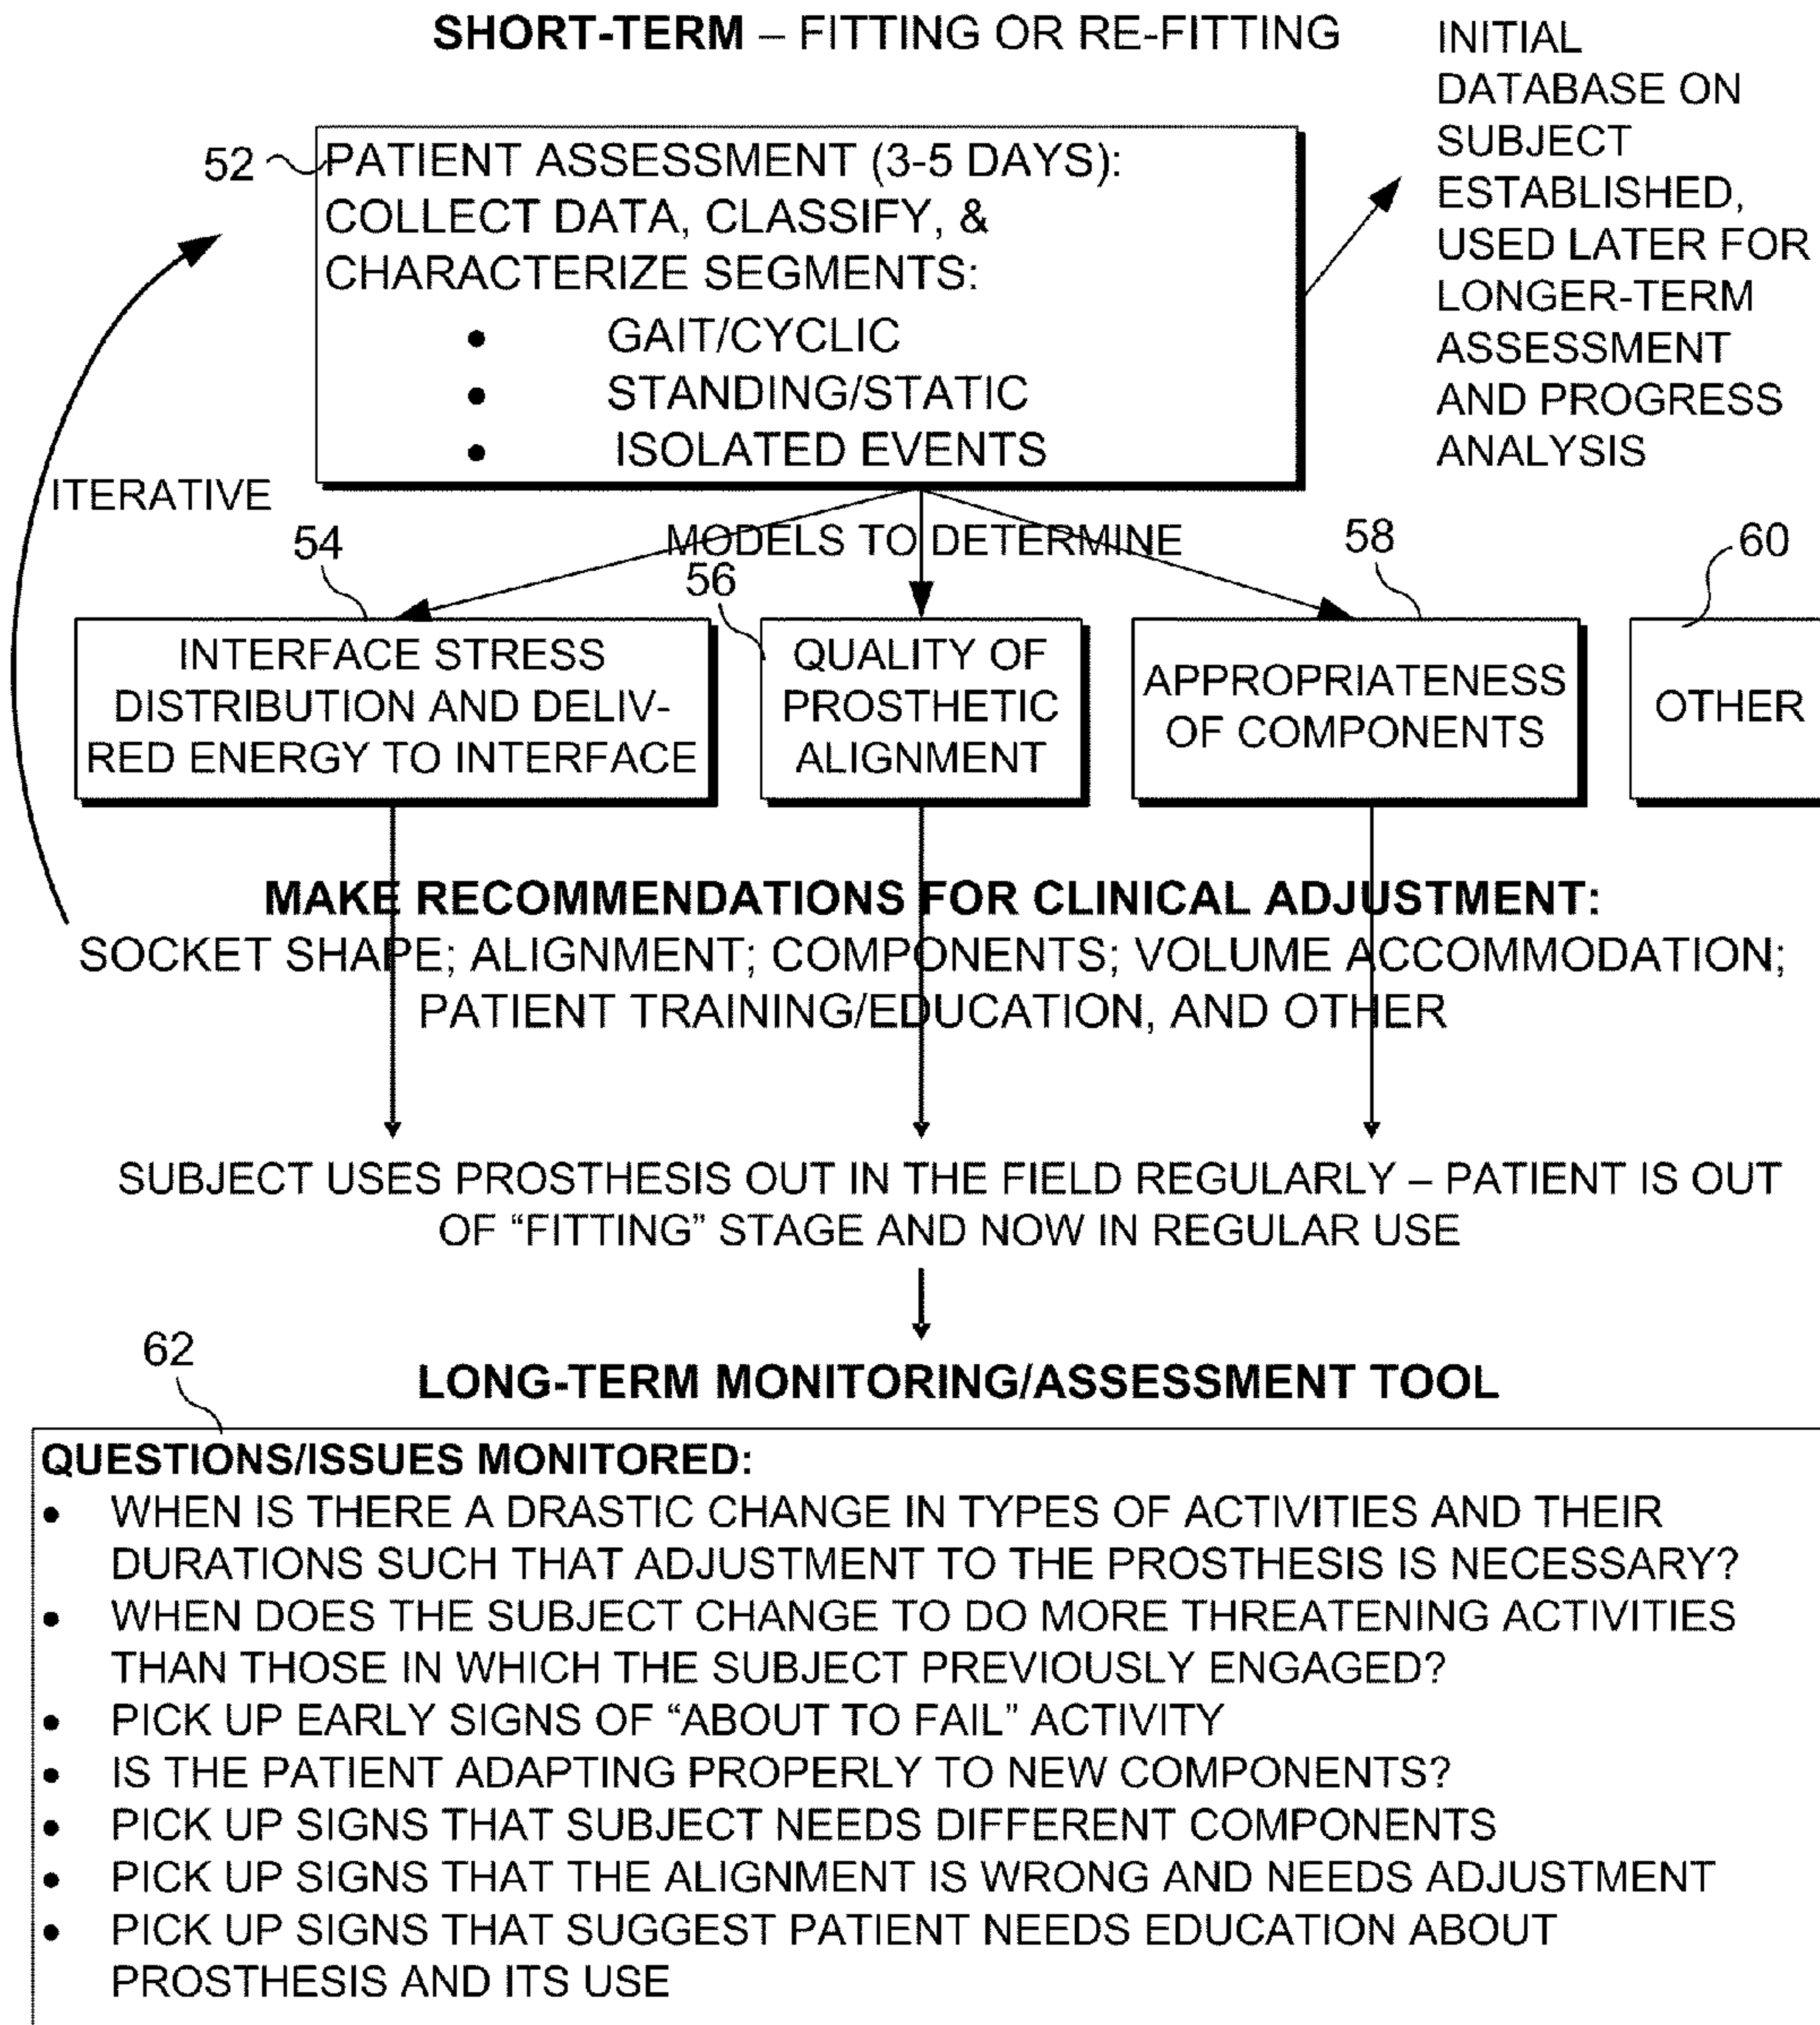 SHORT-TERM – FITTING OR RE-FITTING
INITIAL
DATABASE ON
SUBJECT
ESTABLISHED,
USED LATER FOR
LONGER-TERM
ASSESSMENT
AND PROGRESS
ANALYSIS
52
PATIENT ASSESSMENT (3-5 DAYS):
COLLECT DATA, CLASSIFY, &
CHARACTERIZE SEGMENTS:
• GAIT/CYCLIC
• STANDING/STATIC
• ISOLATED EVENTS
ITERATIVE
MODELS TO DETERMINE
54
56
58
60
INTERFACE STRESS
DISTRIBUTION AND DELIV-
RED ENERGY TO INTERFACE
QUALITY OF
PROSTHETIC
ALIGNMENT
APPROPRIATENESS
OF COMPONENTS
OTHER
MAKE RECOMMENDATIONS FOR CLINICAL ADJUSTMENT:
SOCKET SHAPE; ALIGNMENT; COMPONENTS; VOLUME ACCOMMODATION;
PATIENT TRAINING/EDUCATION, AND OTHER
SUBJECT USES PROSTHESIS OUT IN THE FIELD REGULARLY – PATIENT IS OUT
OF “FITTING” STAGE AND NOW IN REGULAR USE
62
LONG-TERM MONITORING/ASSESSMENT TOOL
QUESTIONS/ISSUES MONITORED:
• WHEN IS THERE A DRASTIC CHANGE IN TYPES OF ACTIVITIES AND THEIR
DURATIONS SUCH THAT ADJUSTMENT TO THE PROSTHESIS IS NECESSARY?
• WHEN DOES THE SUBJECT CHANGE TO DO MORE THREATENING ACTIVITIES
THAN THOSE IN WHICH THE SUBJECT PREVIOUSLY ENGAGED?
• PICK UP EARLY SIGNS OF “ABOUT TO FAIL” ACTIVITY
• IS THE PATIENT ADAPTING PROPERLY TO NEW COMPONENTS?
• PICK UP SIGNS THAT SUBJECT NEEDS DIFFERENT COMPONENTS
• PICK UP SIGNS THAT THE ALIGNMENT IS WRONG AND NEEDS ADJUSTMENT
• PICK UP SIGNS THAT SUGGEST PATIENT NEEDS EDUCATION ABOUT
PROSTHESIS AND ITS USE